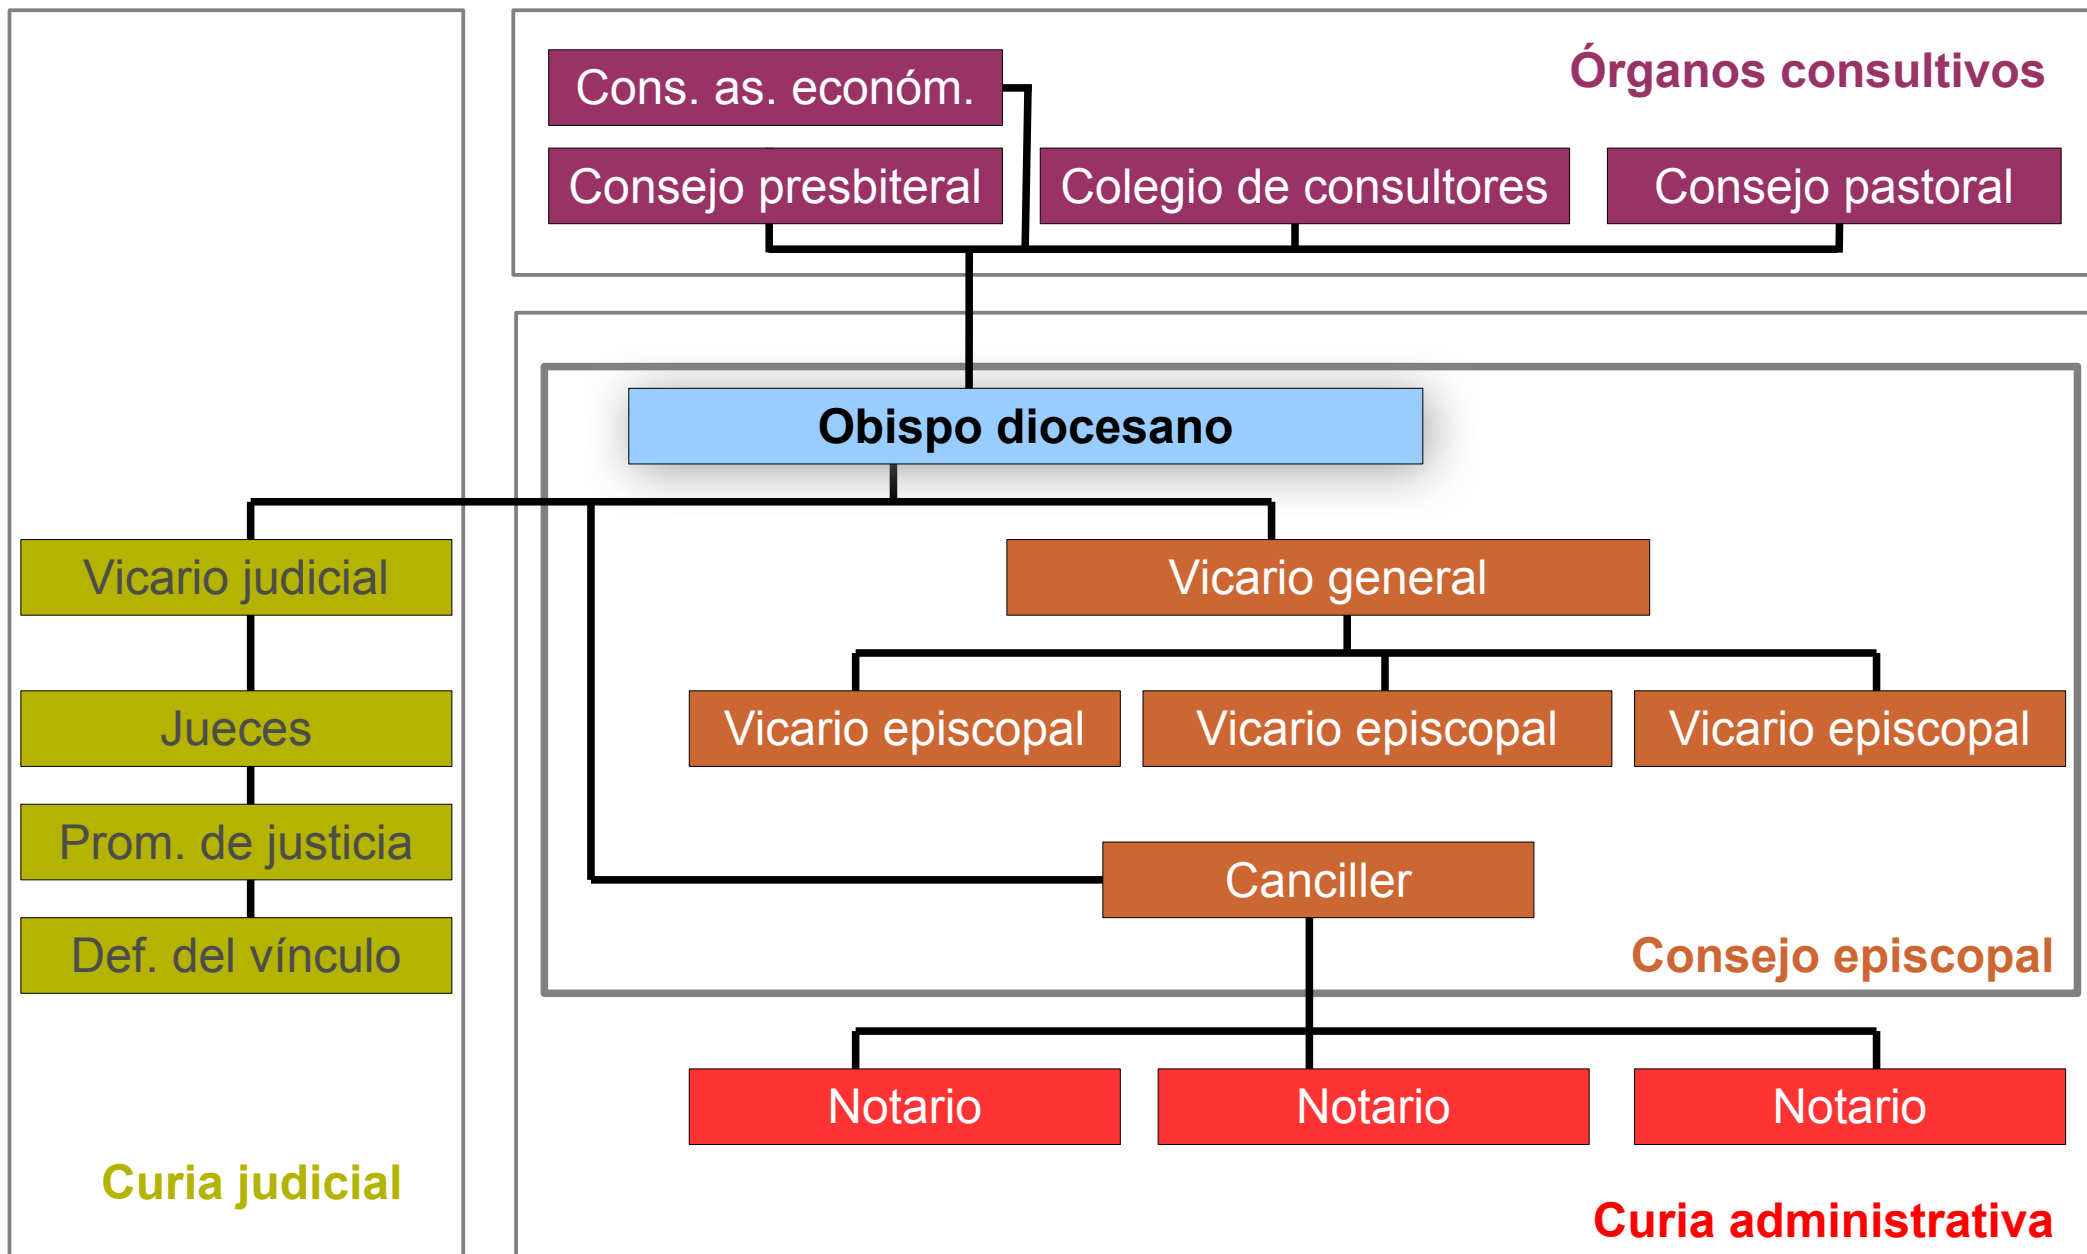 Órganos consultivos
Cons. as. económ.
Consejo presbiteral
Colegio de consultores
Consejo pastoral
Obispo diocesano
Vicario judicial
Vicario general
Jueces
Vicario episcopal
Vicario episcopal
Vicario episcopal
Prom. de justicia
Canciller
Def. del vínculo
Consejo episcopal
Notario
Notario
Notario
Curia judicial
Curia administrativa